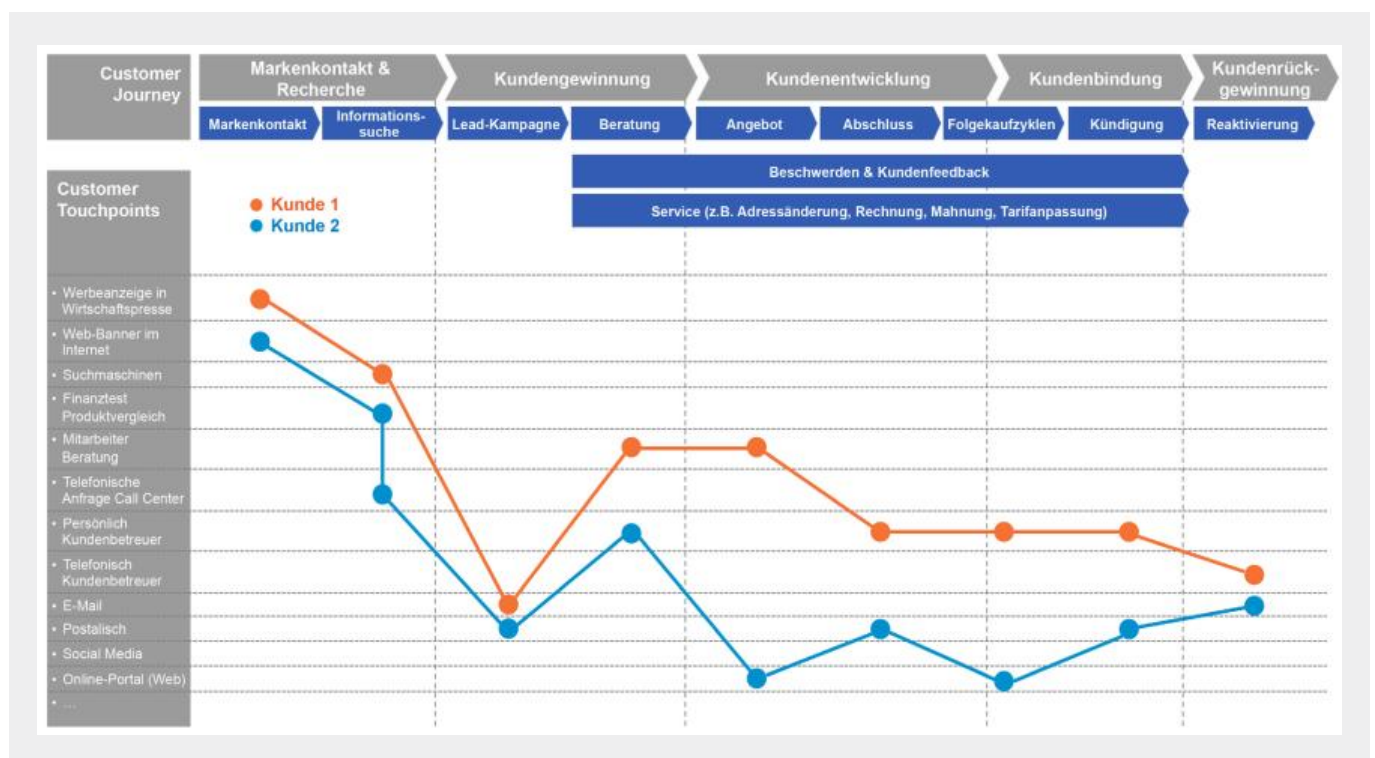 Customer
Journey
Markenkontakt &
Recherche
Kundengewinnung
Kundenentwicklung
Kundenbindung
Kundenrück-
gewinnung
Markenkontakt
Informations-
suche
Lead-Kampagne
Beratung
Angebot
Abschluss
Folgekaufzyklen
Kündigung
Reaktivierung
Beschwerden & Kundenfeedback
Service (z.B. Adressänderung, Rechnung, Mahnung, Tarifanpassung)
Customer
Touchpoints
Kunde 1
Kunde 2
• Werbeanzeige in
Wirtschaftspresse
• Web-Banner im
Internet
• Suchmaschinen
• Finanztest
Produktvergleich
• Mitarbeiter
Beratung
• Telefonische
Anfrage Call Center
• Persönlich
Kundenbetreuer
• Telefonisch
Kundenbetreuer
• E-Mail
• Postalisch
• Social Media
• Online-Portal (Web)
• ...